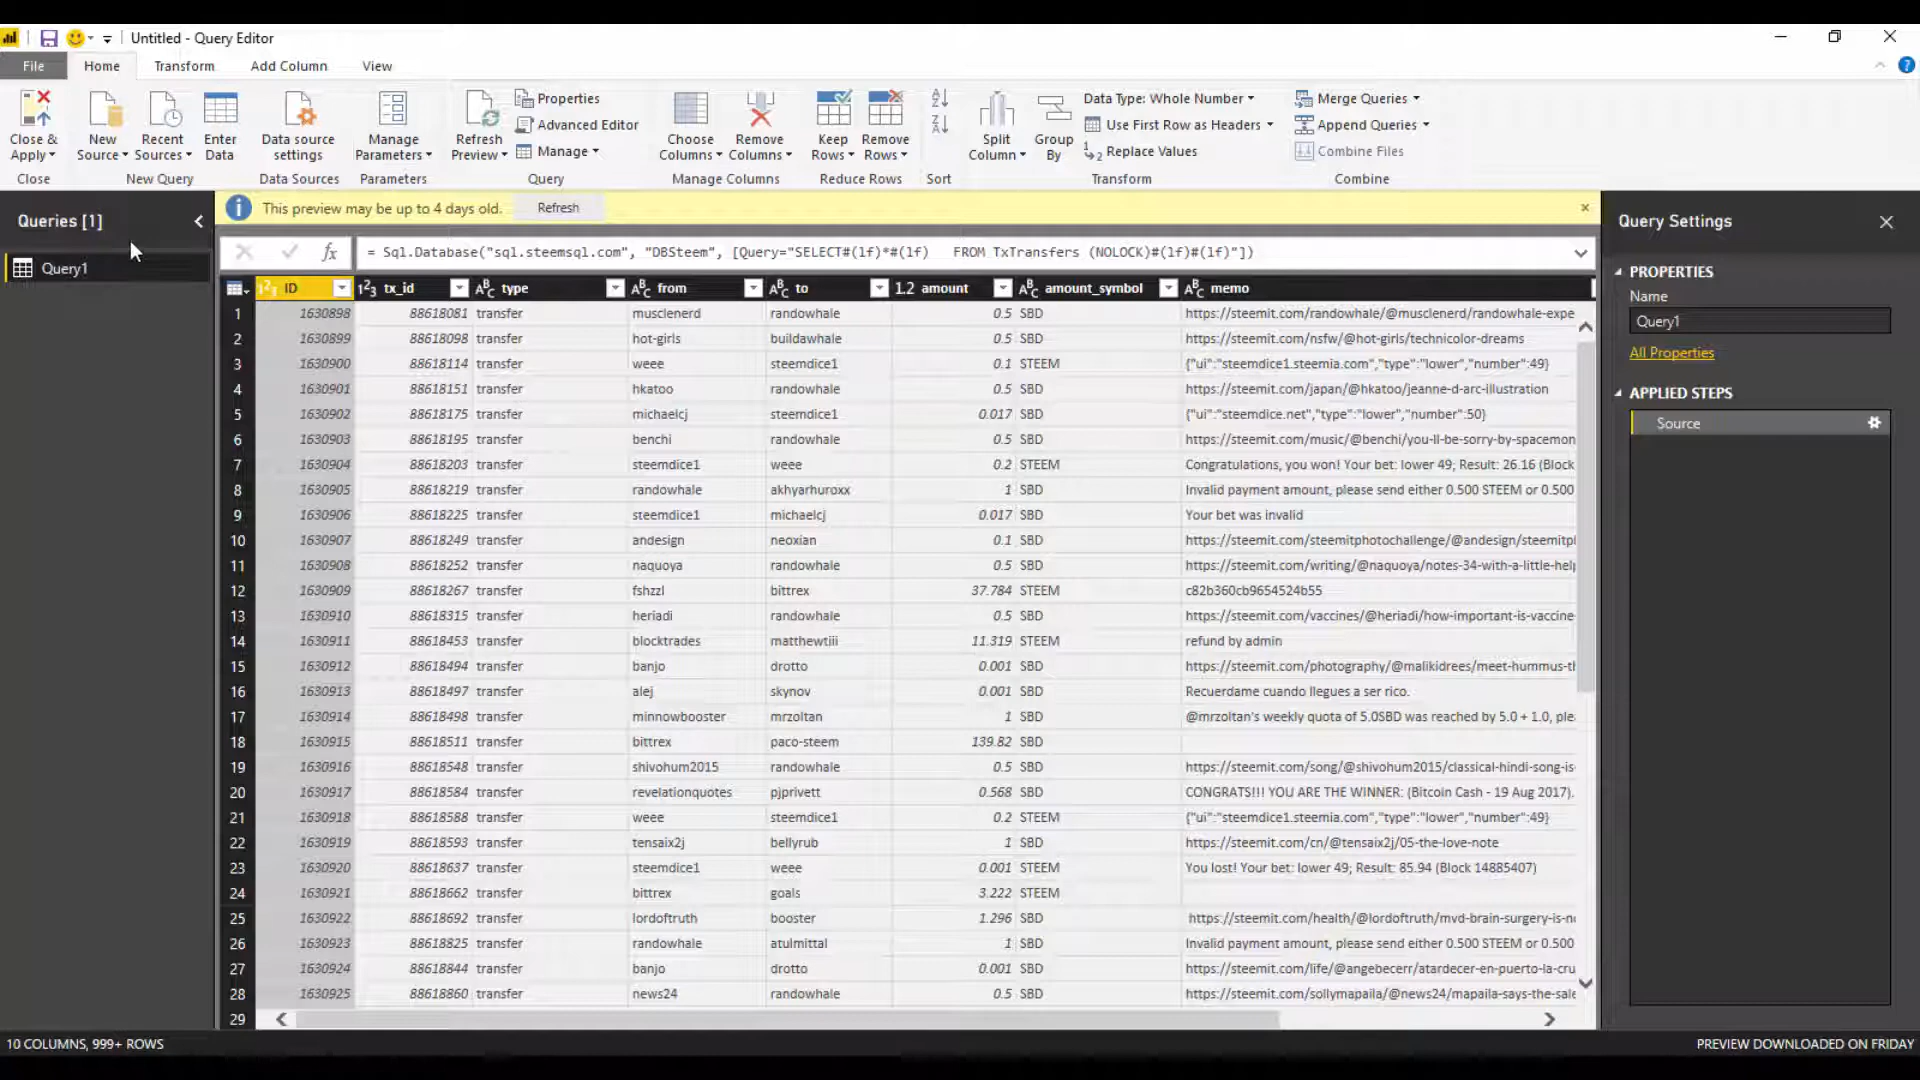 Untitled - Query Editor
File Home Transform Add Column View
Close & Apply
New Source
Recent Sources
Enter Data
Data source settings
Manage Parameters
Refresh Preview
Properties
Advanced Editor
Manage
Choose Columns
Remove Columns
Keep Rows
Remove Rows
Split Column
Group By
Data Type: Whole Number
Use First Row as Headers
Replace Values
Merge Queries
Append Queries
Combine Files
Close New Query Data Sources Parameters Query Manage Columns Reduce Rows Sort Transform Combine
Queries [1]
Query1
This preview may be up to 4 days old. Refresh
fx = Sql.Database("sql.steemsql.com", "DBSteem", [Query="SELECT#(lf)*#(lf) FROM TxTransfers (NOLOCK)#(lf)#(lf)"])
ID tx_id type from to amount amount_symbol memo
1 1630898 88618081 transfer musclenerd randowhale 0.5 SBD https://steemit.com/randowhale/@musclenerd/randowhale-expe
2 1630899 88618098 transfer hot-girls buildawhale 0.5 SBD https://steemit.com/nsfw/@hot-girls/technicolor-dreams
3 1630900 88618114 transfer weee steemdice1 0.1 STEEM {"ui":"steemdice1.steemia.com","type":"lower","number":49}
4 1630901 88618151 transfer hkatoo randowhale 0.5 SBD https://steemit.com/japan/@hkatoo/jeanne-d-arc-illustration
5 1630902 88618175 transfer michaelcj steemdice1 0.017 SBD {"ui":"steemdice.net","type":"lower","number":50}
6 1630903 88618195 transfer benchi randowhale 0.5 SBD https://steemit.com/music/@benchi/you-ll-be-sorry-by-spacemon
7 1630904 88618203 transfer steemdice1 weee 0.2 STEEM Congratulations, you won! Your bet: lower 49; Result: 26.16 (Block
8 1630905 88618219 transfer randowhale akhyarhuroxx 1 SBD Invalid payment amount, please send either 0.500 STEEM or 0.500
9 1630906 88618225 transfer steemdice1 michaelcj 0.017 SBD Your bet was invalid
10 1630907 88618249 transfer andesign neoxian 0.1 SBD https://steemit.com/steemitphotochallenge/@andesign/steemitpl
11 1630908 88618252 transfer naquoya randowhale 0.5 SBD https://steemit.com/writing/@naquoya/notes-34-with-a-little-help
12 1630909 88618267 transfer fshzzl bittrex 37.784 STEEM c82b360cb9654524b55
13 1630910 88618315 transfer heriadi randowhale 0.5 SBD https://steemit.com/vaccines/@heriadi/how-important-is-vaccine
14 1630911 88618453 transfer blocktrades matthewtiii 11.319 STEEM refund by admin
15 1630912 88618494 transfer banjo drotto 0.001 SBD https://steemit.com/photography/@malikidrees/meet-hummus-th
16 1630913 88618497 transfer alej skynov 0.001 SBD Recuerdame cuando llegues a ser rico.
17 1630914 88618498 transfer minnowbooster mrzoltan 1 SBD @mrzoltan's weekly quota of 5.0SBD was reached by 5.0 + 1.0, ple
18 1630915 88618511 transfer bittrex paco-steem 139.82 SBD
19 1630916 88618548 transfer shivohum2015 randowhale 0.5 SBD https://steemit.com/song/@shivohum2015/classical-hindi-song-is
20 1630917 88618584 transfer revelationquotes pjprivett 0.568 SBD CONGRATS!!! YOU ARE THE WINNER: (Bitcoin Cash - 19 Aug 2017).
21 1630918 88618588 transfer weee steemdice1 0.2 STEEM {"ui":"steemdice1.steemia.com","type":"lower","number":49}
22 1630919 88618593 transfer tensaix2j bellyrub 1 SBD https://steemit.com/cn/@tensaix2j/05-the-love-note
23 1630920 88618637 transfer steemdice1 weee 0.001 STEEM You lost! Your bet: lower 49; Result: 85.94 (Block 14885407)
24 1630921 88618662 transfer bittrex goals 3.222 STEEM
25 1630922 88618692 transfer lordoftruth booster 1.296 SBD https://steemit.com/health/@lordoftruth/mvd-brain-surgery-is-no
26 1630923 88618825 transfer randowhale atulmittal 1 SBD Invalid payment amount, please send either 0.500 STEEM or 0.500
27 1630924 88618844 transfer banjo drotto 0.001 SBD https://steemit.com/life/@angebecerr/atardecer-en-puerto-la-cru
28 1630925 88618860 transfer news24 randowhale 0.5 SBD https://steemit.com/sollymapaila/@news24/mapaila-says-the-sale
29
Query Settings
PROPERTIES
Name
Query1
All Properties
APPLIED STEPS
Source
10 COLUMNS, 999+ ROWS
PREVIEW DOWNLOADED ON FRIDAY